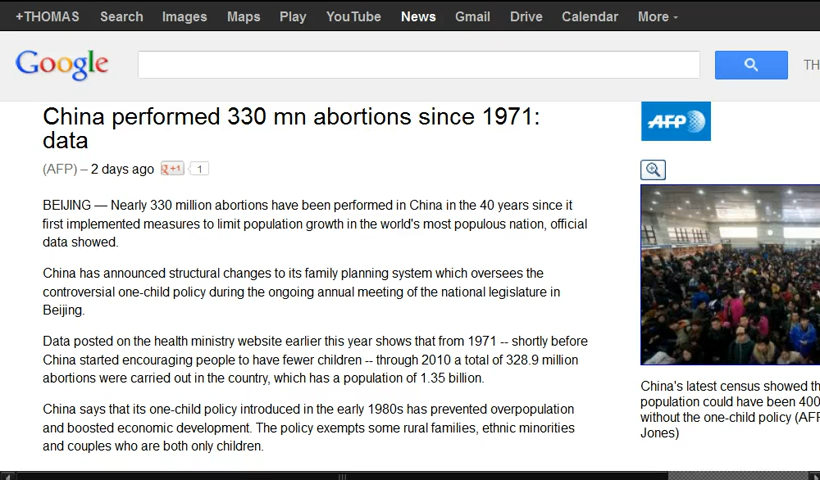 +THOMAS Search Images Maps Play YouTube News Gmail Drive Calendar More
Google
TH
China performed 330 mn abortions since 1971:
data
(AFP) – 2 days ago g+1 1
BEIJING — Nearly 330 million abortions have been performed in China in the 40 years since it
first implemented measures to limit population growth in the world's most populous nation, official
data showed.
China has announced structural changes to its family planning system which oversees the
controversial one-child policy during the ongoing annual meeting of the national legislature in
Beijing.
Data posted on the health ministry website earlier this year shows that from 1971 -- shortly before
China started encouraging people to have fewer children -- through 2010 a total of 328.9 million
abortions were carried out in the country, which has a population of 1.35 billion.
China says that its one-child policy introduced in the early 1980s has prevented overpopulation
and boosted economic development. The policy exempts some rural families, ethnic minorities
and couples who are both only children.
AFP
China's latest census showed th
population could have been 400
without the one-child policy (AF
Jones)